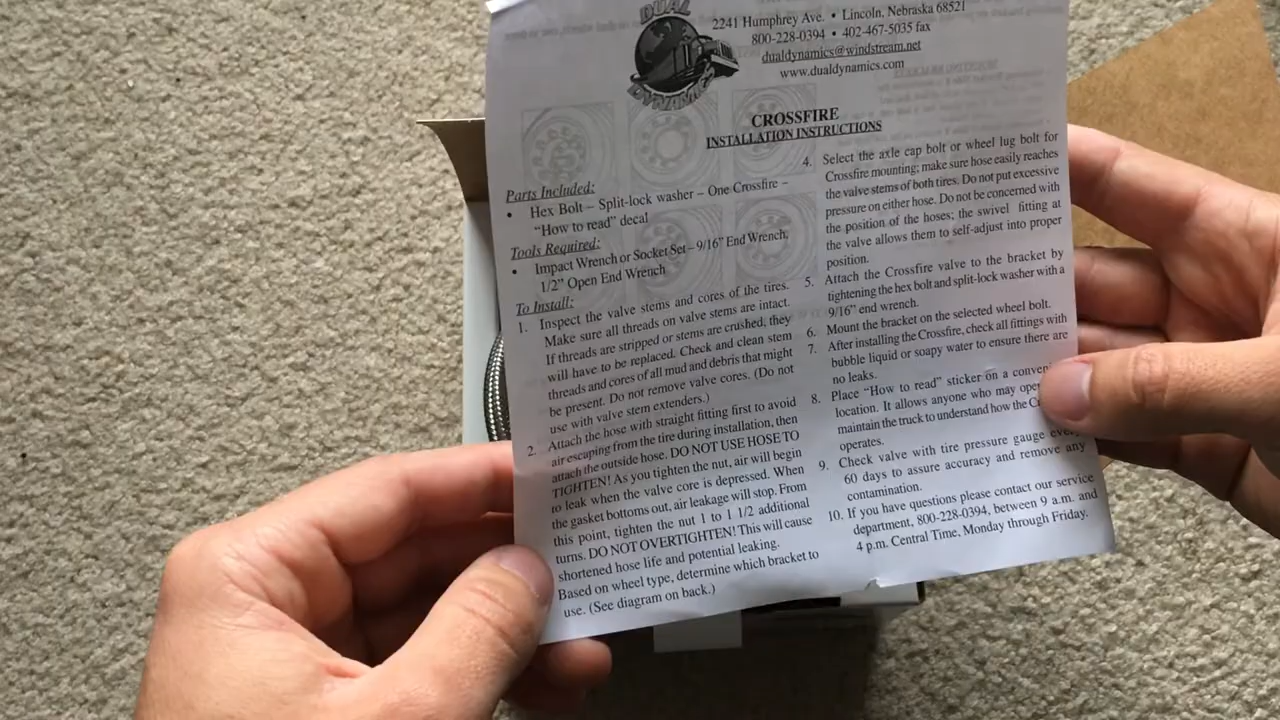 DUAL
DYNAMICS
2241 Humphrey Ave. • Lincoln, Nebraska 68521
800-228-0394 • 402-467-5035 fax
dualdynamics@windstream.net
www.dualdynamics.com
CROSSFIRE
INSTALLATION INSTRUCTIONS
Parts Included:
• Hex Bolt – Split-lock washer – One Crossfire –
“How to read” decal
Tools Required:
• Impact Wrench or Socket Set – 9/16” End Wrench,
1/2” Open End Wrench
To Install:
1. Inspect the valve stems and cores of the tires.
Make sure all threads on valve stems are intact.
If threads are stripped or stems are crushed, they
will have to be replaced. Check and clean stem
threads and cores of all mud and debris that might
be present. Do not remove valve cores. (Do not
use with valve stem extenders.)
2. Attach the hose with straight fitting first to avoid
air escaping from the tire during installation, then
attach the outside hose. DO NOT USE HOSE TO
TIGHTEN! As you tighten the nut, air will begin
to leak when the valve core is depressed. When
the gasket bottoms out, air leakage will stop. From
this point, tighten the nut 1 to 1 1/2 additional
turns. DO NOT OVERTIGHTEN! This will cause
shortened hose life and potential leaking.
Based on wheel type, determine which bracket to
use. (See diagram on back.)
4. Select the axle cap bolt or wheel lug bolt for
Crossfire mounting; make sure hose easily reaches
the valve stems of both tires. Do not put excessive
pressure on either hose. Do not be concerned with
the position of the hoses; the swivel fitting at
the valve allows them to self-adjust into proper
position.
5. Attach the Crossfire valve to the bracket by
tightening the hex bolt and split-lock washer with a
9/16” end wrench.
6. Mount the bracket on the selected wheel bolt.
7. After installing the Crossfire, check all fittings with
bubble liquid or soapy water to ensure there are
no leaks.
8. Place “How to read” sticker on a
location. It allows anyone who may
maintain the truck to understand how the
operates.
9. Check valve with tire pressure gauge every
60 days to assure accuracy and remove any
contamination.
10. If you have questions please contact our service
department, 800-228-0394, between 9 a.m. and
4 p.m. Central Time, Monday through Friday.